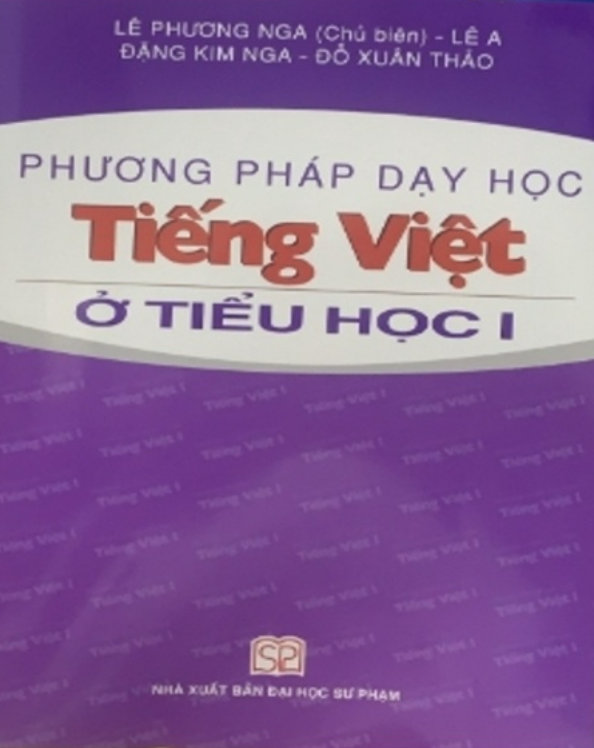 LÊ PHƯƠNG NGA (Chủ biên) - LÊ A
ĐẶNG KIM NGA - ĐỖ XUÂN THẢO
PHƯƠNG PHÁP DẠY HỌC
Tiếng Việt
Ở TIỂU HỌC I
SP
NHÀ XUẤT BẢN ĐẠI HỌC SƯ PHẠM